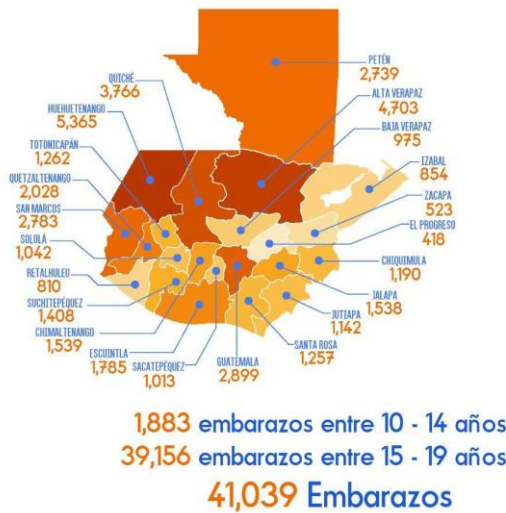 PETÉN
2,739
QUICHÉ
3,766
ALTA VERAPAZ
4,703
HUEHUETENANGO
5,365
BAJA VERAPAZ
975
TOTONICAPÁN
1,262
IZABAL
854
QUETZALTENANGO
2,028
ZACAPA
523
SAN MARCOS
2,783
EL PROGRESO
418
SOLOLÁ
1,042
CHIQUIMULA
1,190
RETALHULEU
810
JALAPA
1,538
SUCHITEPÉQUEZ
1,408
JUTIAPA
1,142
CHIMALTENANGO
1,539
SANTA ROSA
1,257
ESCUINTLA
1,785
SACATEPÉQUEZ
1,013
GUATEMALA
2,899
1,883 embarazos entre 10 - 14 años
39,156 embarazos entre 15 - 19 años
41,039 Embarazos